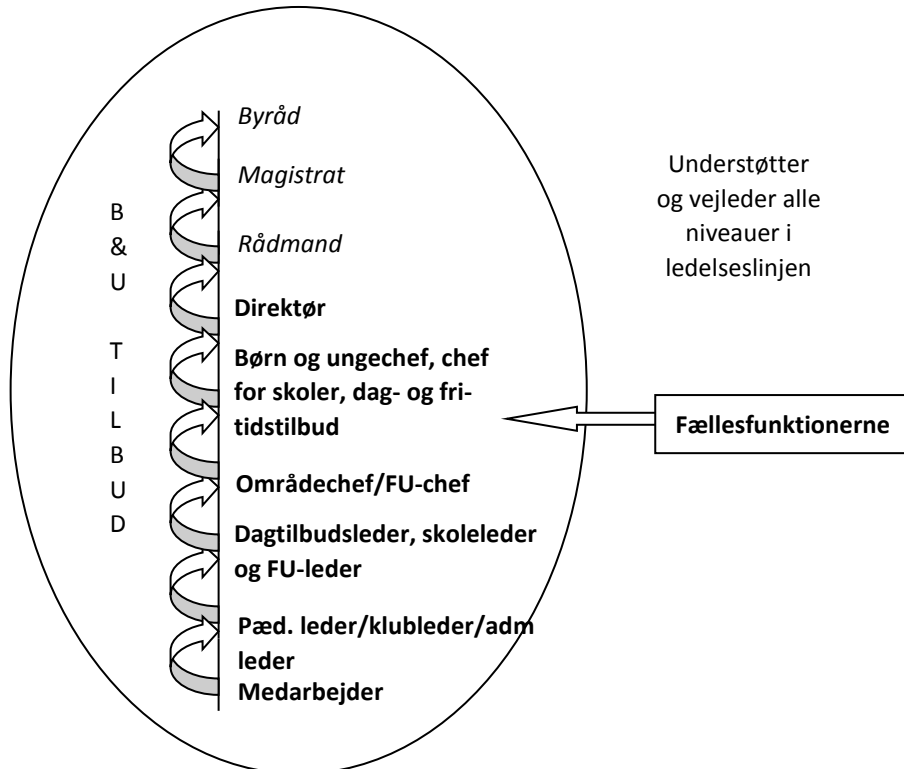 Byråd
Magistrat
Rådmand
Direktør
Børn og ungechef, chef
for skoler, dag- og fri-
tidstilbud
Områdechef/FU-chef
Dagtilbudsleder, skoleleder
og FU-leder
Pæd. leder/klubleder/adm
leder
Medarbejder
B
&
U
T
I
L
B
U
D
Understøtter
og vejleder alle
niveauer i
ledelseslinjen
Fællesfunktionerne